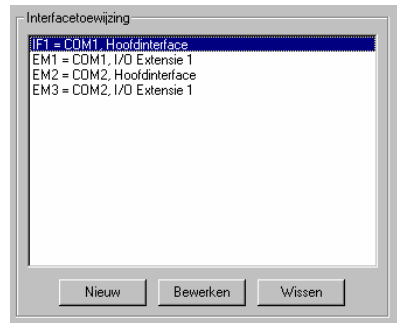 Interfacetoewijzing
IF1 = COM1, Hoofdinterface
EM1 = COM1, I/O Extensie 1
EM2 = COM2, Hoofdinterface
EM3 = COM2, I/O Extensie 1
Nieuw Bewerken Wissen